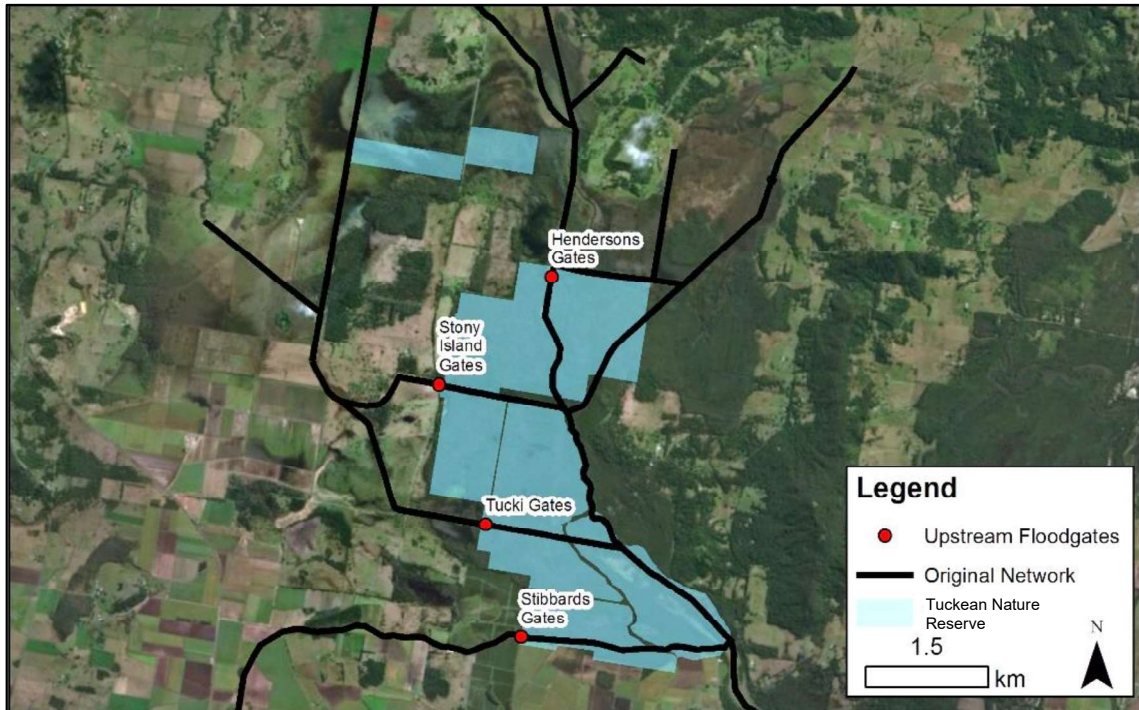 Hendersons
Gates
Stony
Island
Gates
Tucki Gates
Stibbards
Gates
Legend
Upstream Floodgates
Original Network
Tuckean Nature
Reserve
1.5
km
N